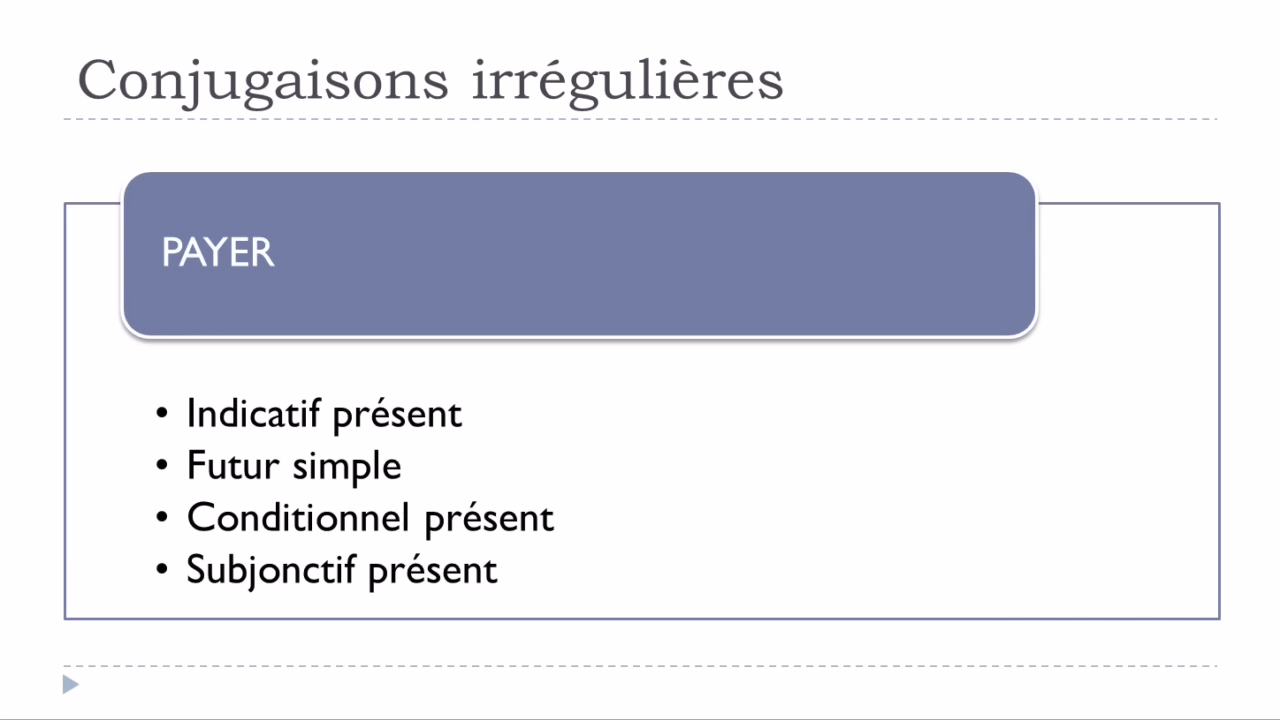 Conjugaisons irrégulières
PAYER
• Indicatif présent
• Futur simple
• Conditionnel présent
• Subjonctif présent